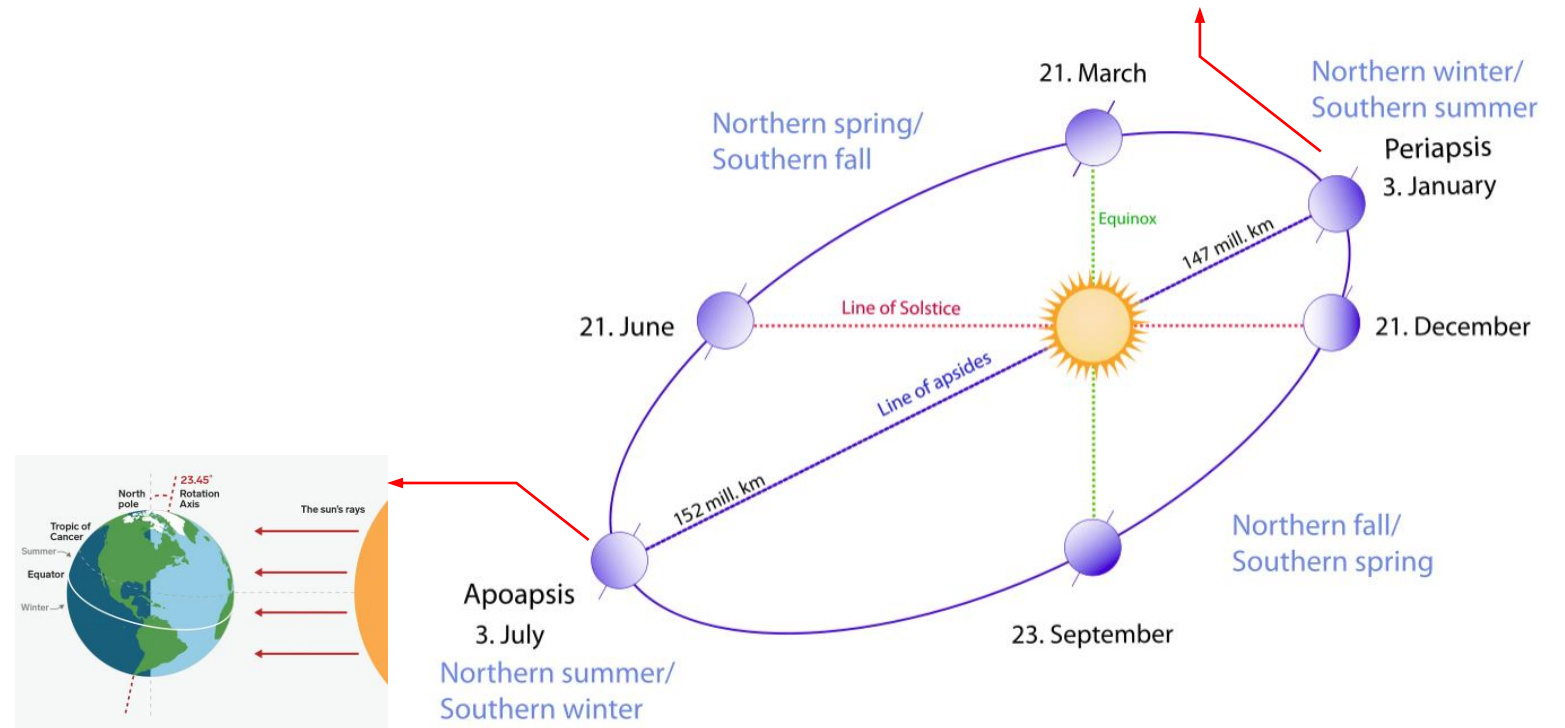 21. March
Northern winter/
Southern summer
Periapsis
3. January
Northern spring/
Southern fall
Equinox
147 mill. km
Line of Solstice
21. June
21. December
Line of apsides
152 mill. km
Northern fall/
Southern spring
Apoapsis
3. July
23. September
Northern summer/
Southern winter
23.45°
North
pole
Rotation
Axis
The sun's rays
Tropic of
Cancer
Summer
Equator
Winter